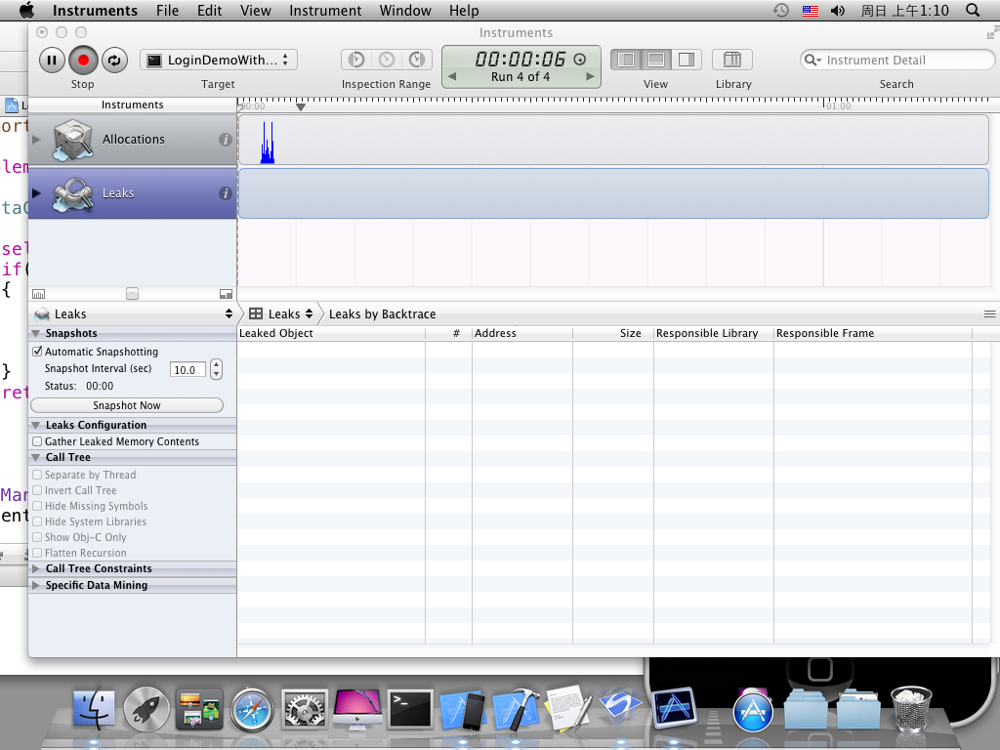 Instruments File Edit View Instrument Window Help 周日 上午1:10
Instruments
LoginDemoWith... 00:00:06 Instrument Detail
Run 4 of 4
Stop Target Inspection Range View Library Search
Instruments 00:00 01:00
Allocations
Leaks
Leaks Leaks Leaks by Backtrace
Snapshots Leaked Object # Address Size Responsible Library Responsible Frame
Automatic Snapshotting
Snapshot Interval (sec) 10.0
Status: 00:00
Snapshot Now
Leaks Configuration
Gather Leaked Memory Contents
Call Tree
Separate by Thread
Invert Call Tree
Hide Missing Symbols
Hide System Libraries
Show Obj-C Only
Flatten Recursion
Call Tree Constraints
Specific Data Mining
ort
lem
taC
sel
if(
{
}
ret
Mar
ent